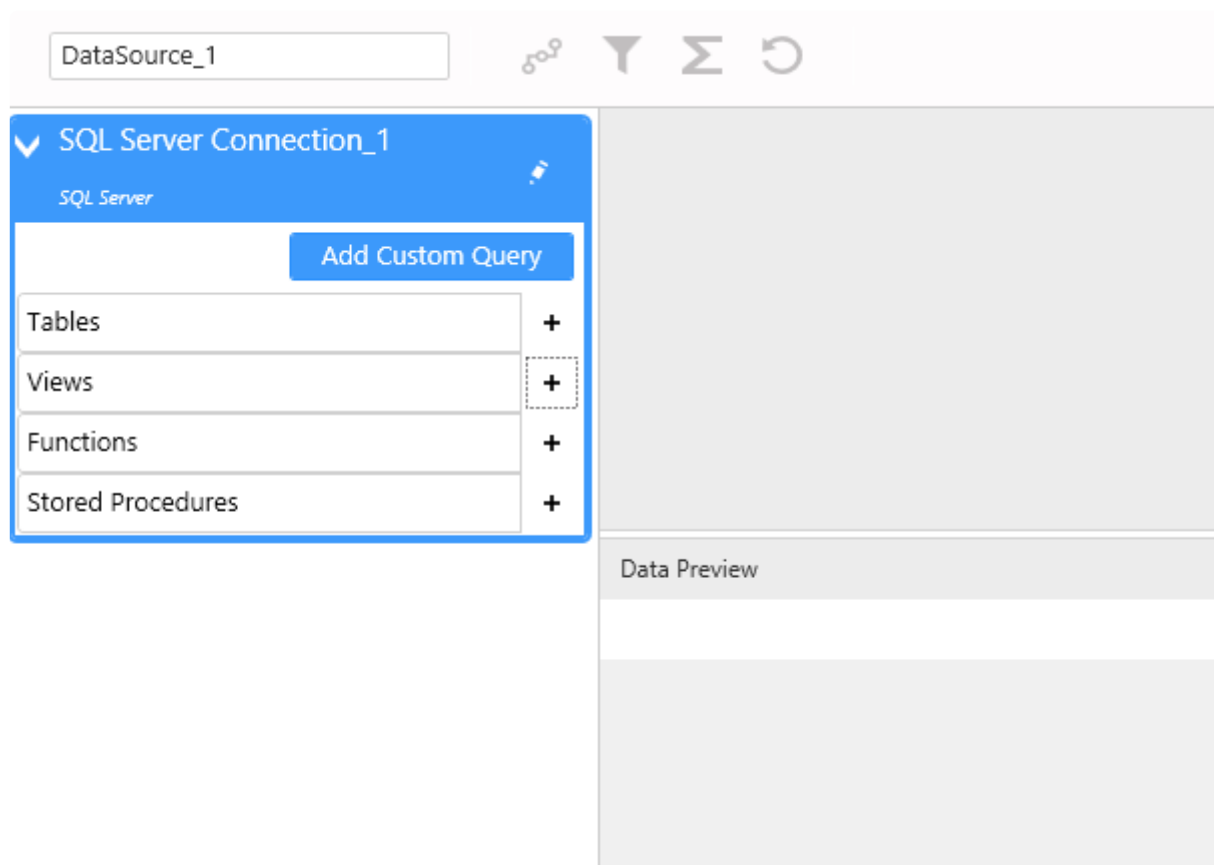 DataSource_1
SQL Server Connection_1
SQL Server
Add Custom Query
Tables
Views
Functions
Stored Procedures
Data Preview